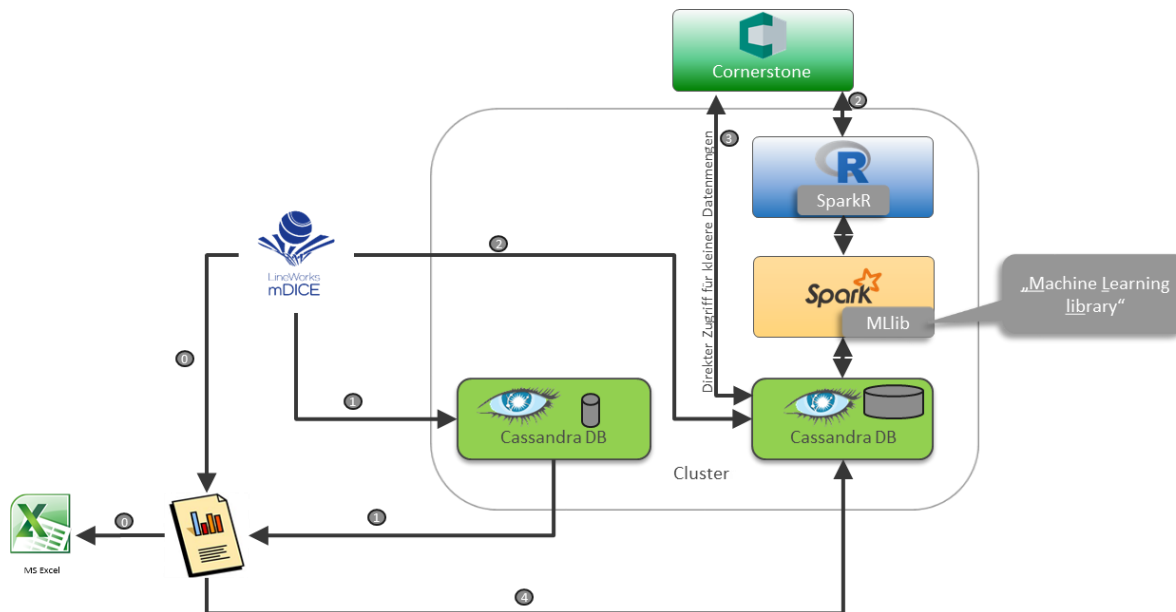 Cornerstone
2
3
Direkter Zugriff für kleinere Datenmengen
R
SparkR
LineWorks
mDICE
2
Spark
MLlib
„Machine Learning
library“
0
1
Cassandra DB
Cassandra DB
Cluster
X
0
1
MS Excel
4